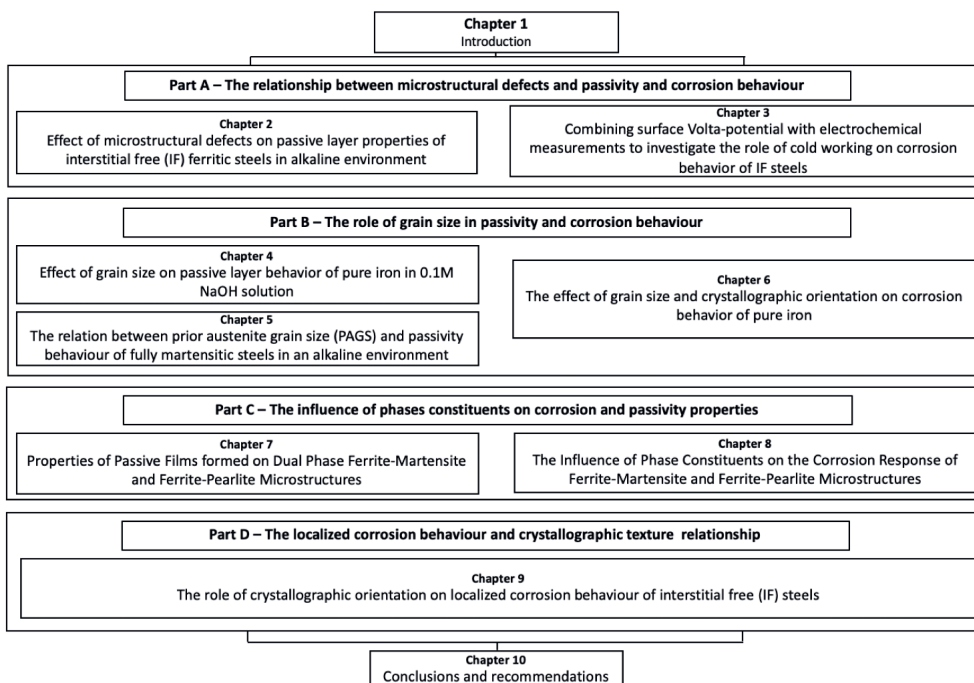 Chapter 1
Introduction
Part A – The relationship between microstructural defects and passivity and corrosion behaviour
Chapter 2
Effect of microstructural defects on passive layer properties of
interstitial free (IF) ferritic steels in alkaline environment
Chapter 3
Combining surface Volta-potential with electrochemical
measurements to investigate the role of cold working on corrosion
behavior of IF steels
Part B – The role of grain size in passivity and corrosion behaviour
Chapter 4
Effect of grain size on passive layer behavior of pure iron in 0.1M
NaOH solution
Chapter 5
The relation between prior austenite grain size (PAGS) and passivity
behaviour of fully martensitic steels in an alkaline environment
Chapter 6
The effect of grain size and crystallographic orientation on corrosion
behavior of pure iron
Part C – The influence of phases constituents on corrosion and passivity properties
Chapter 7
Properties of Passive Films formed on Dual Phase Ferrite-Martensite
and Ferrite-Pearlite Microstructures
Chapter 8
The Influence of Phase Constituents on the Corrosion Response of
Ferrite-Martensite and Ferrite-Pearlite Microstructures
Part D – The localized corrosion behaviour and crystallographic texture relationship
Chapter 9
The role of crystallographic orientation on localized corrosion behaviour of interstitial free (IF) steels
Chapter 10
Conclusions and recommendations